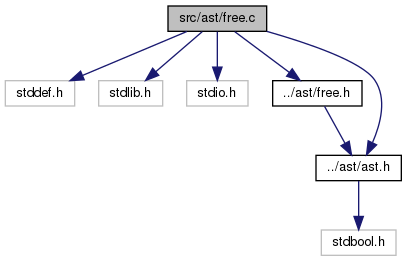 src/ast/free.c
stddef.h
stdlib.h
stdio.h
../ast/free.h
../ast/ast.h
stdbool.h